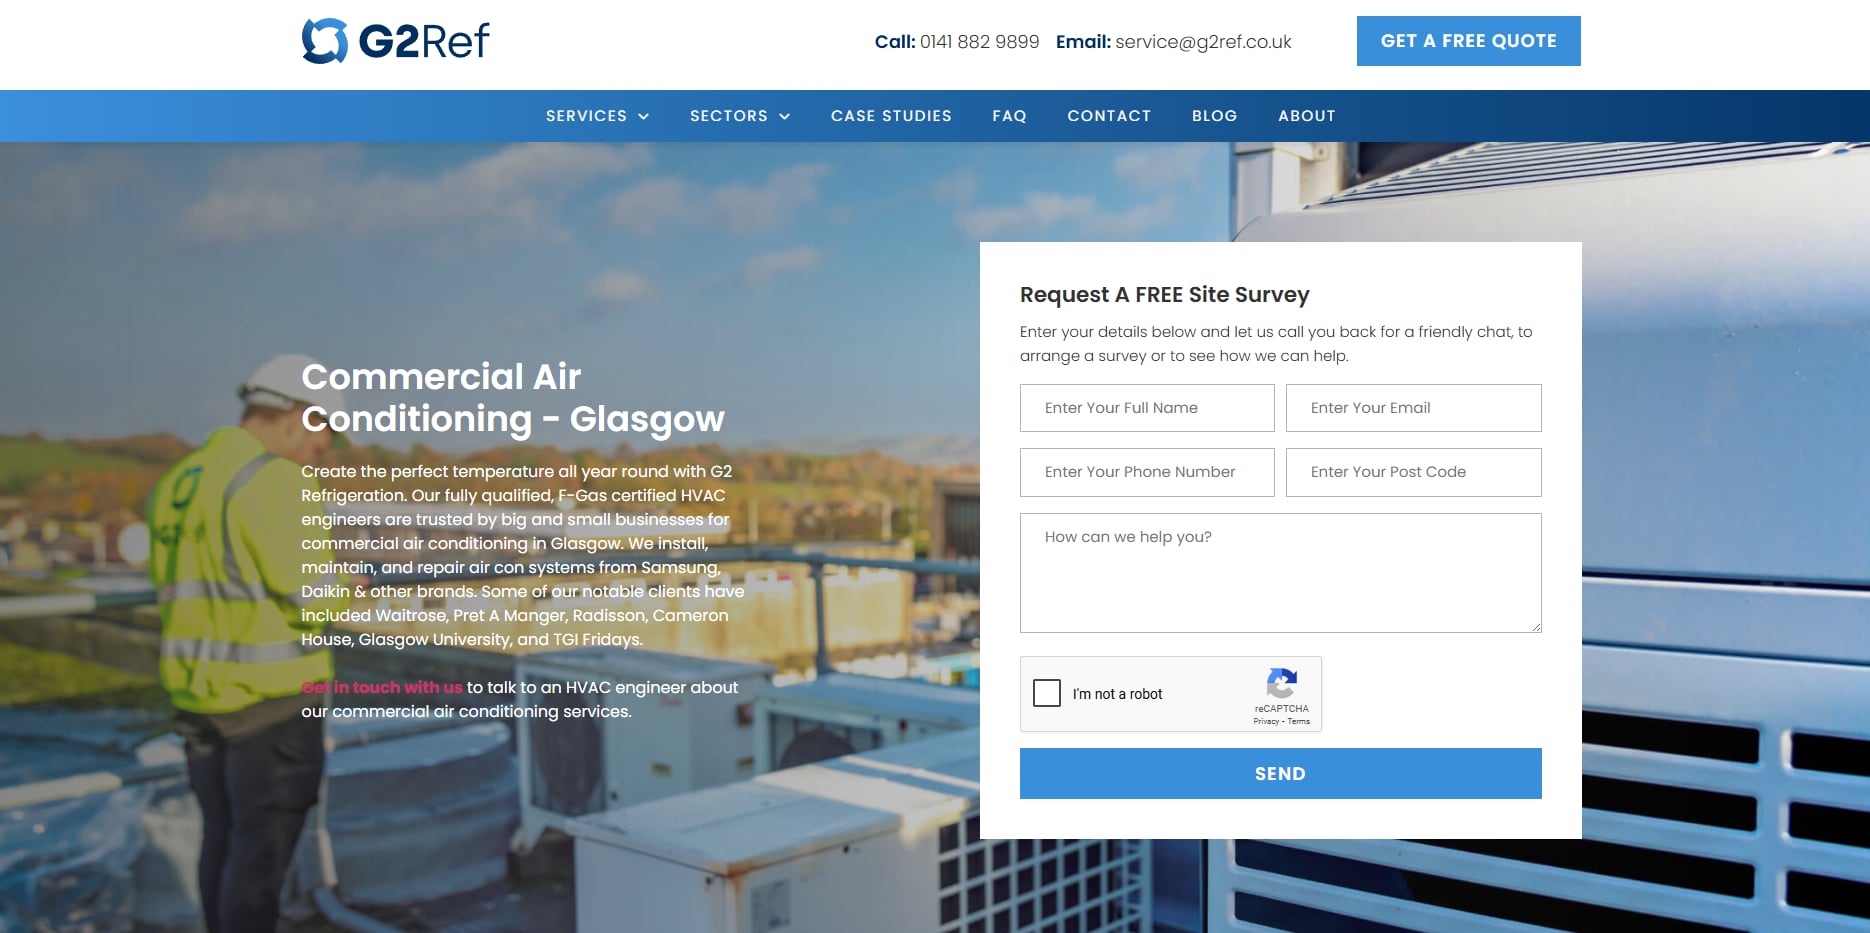 G2Ref
Call: 0141 882 9899 Email: service@g2ref.co.uk
GET A FREE QUOTE
SERVICES SECTORS CASE STUDIES FAQ CONTACT BLOG ABOUT
Commercial Air
Conditioning - Glasgow
Create the perfect temperature all year round with G2
Refrigeration. Our fully qualified, F-Gas certified HVAC
engineers are trusted by big and small businesses for
commercial air conditioning in Glasgow. We install,
maintain, and repair air con systems from Samsung,
Daikin & other brands. Some of our notable clients have
included Waitrose, Pret A Manger, Radisson, Cameron
House, Glasgow University, and TGI Fridays.
Get in touch with us to talk to an HVAC engineer about
our commercial air conditioning services.
Request A FREE Site Survey
Enter your details below and let us call you back for a friendly chat, to
arrange a survey or to see how we can help.
Enter Your Full Name
Enter Your Email
Enter Your Phone Number
Enter Your Post Code
How can we help you?
I'm not a robot
reCAPTCHA
Privacy - Terms
SEND